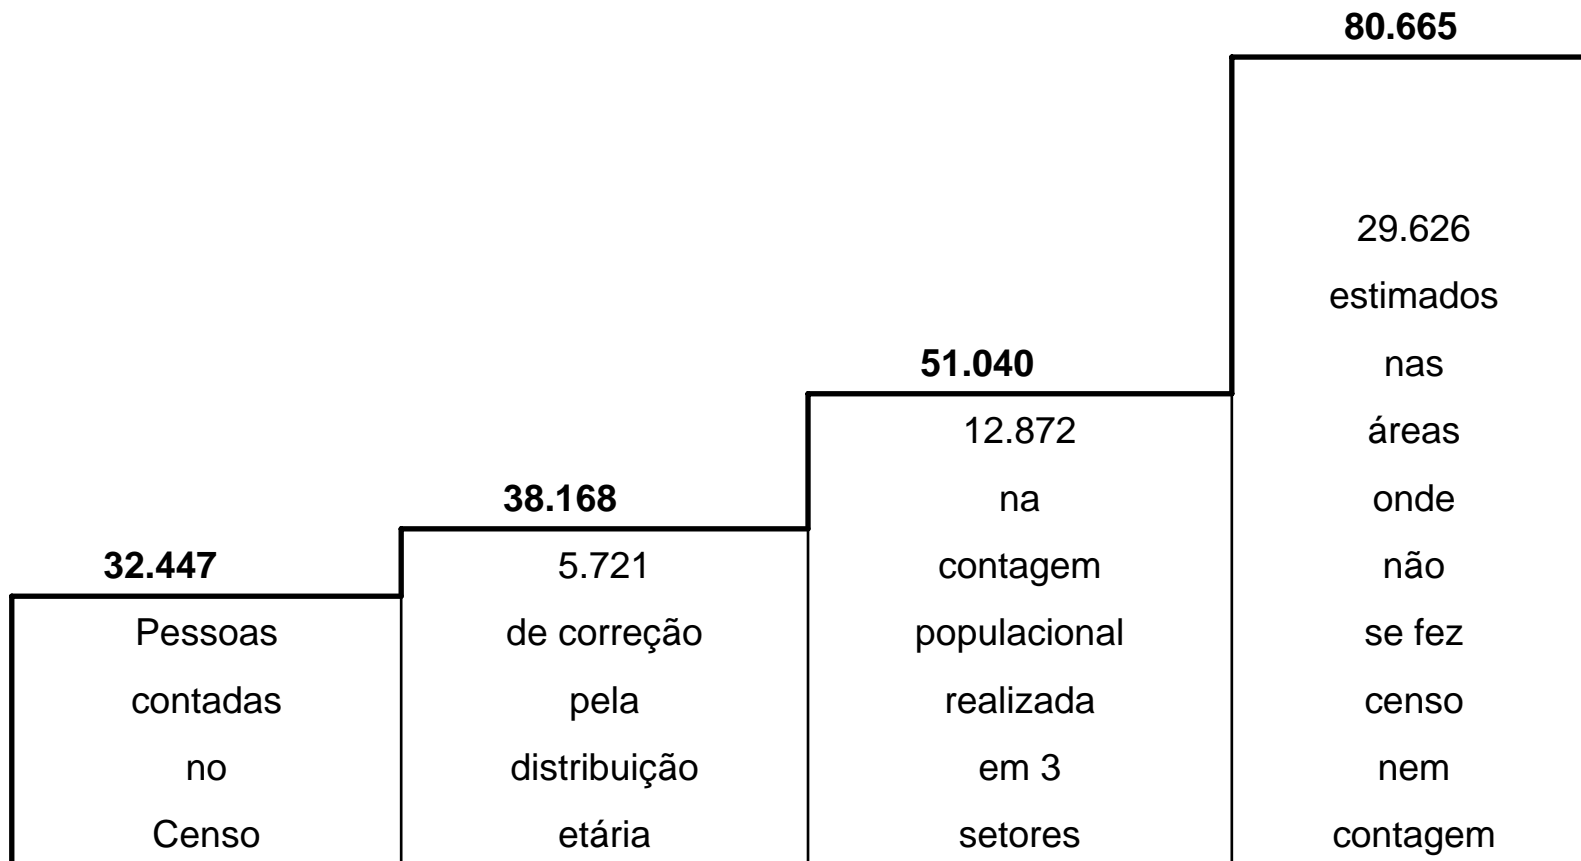 32.447
Pessoas
contadas
no
Censo
38.168
5.721
de correção
pela
distribuição
etária
51.040
12.872
na
contagem
populacional
realizada
em 3
setores
80.665
29.626
estimados
nas
áreas
onde
não
se fez
censo
nem
contagem